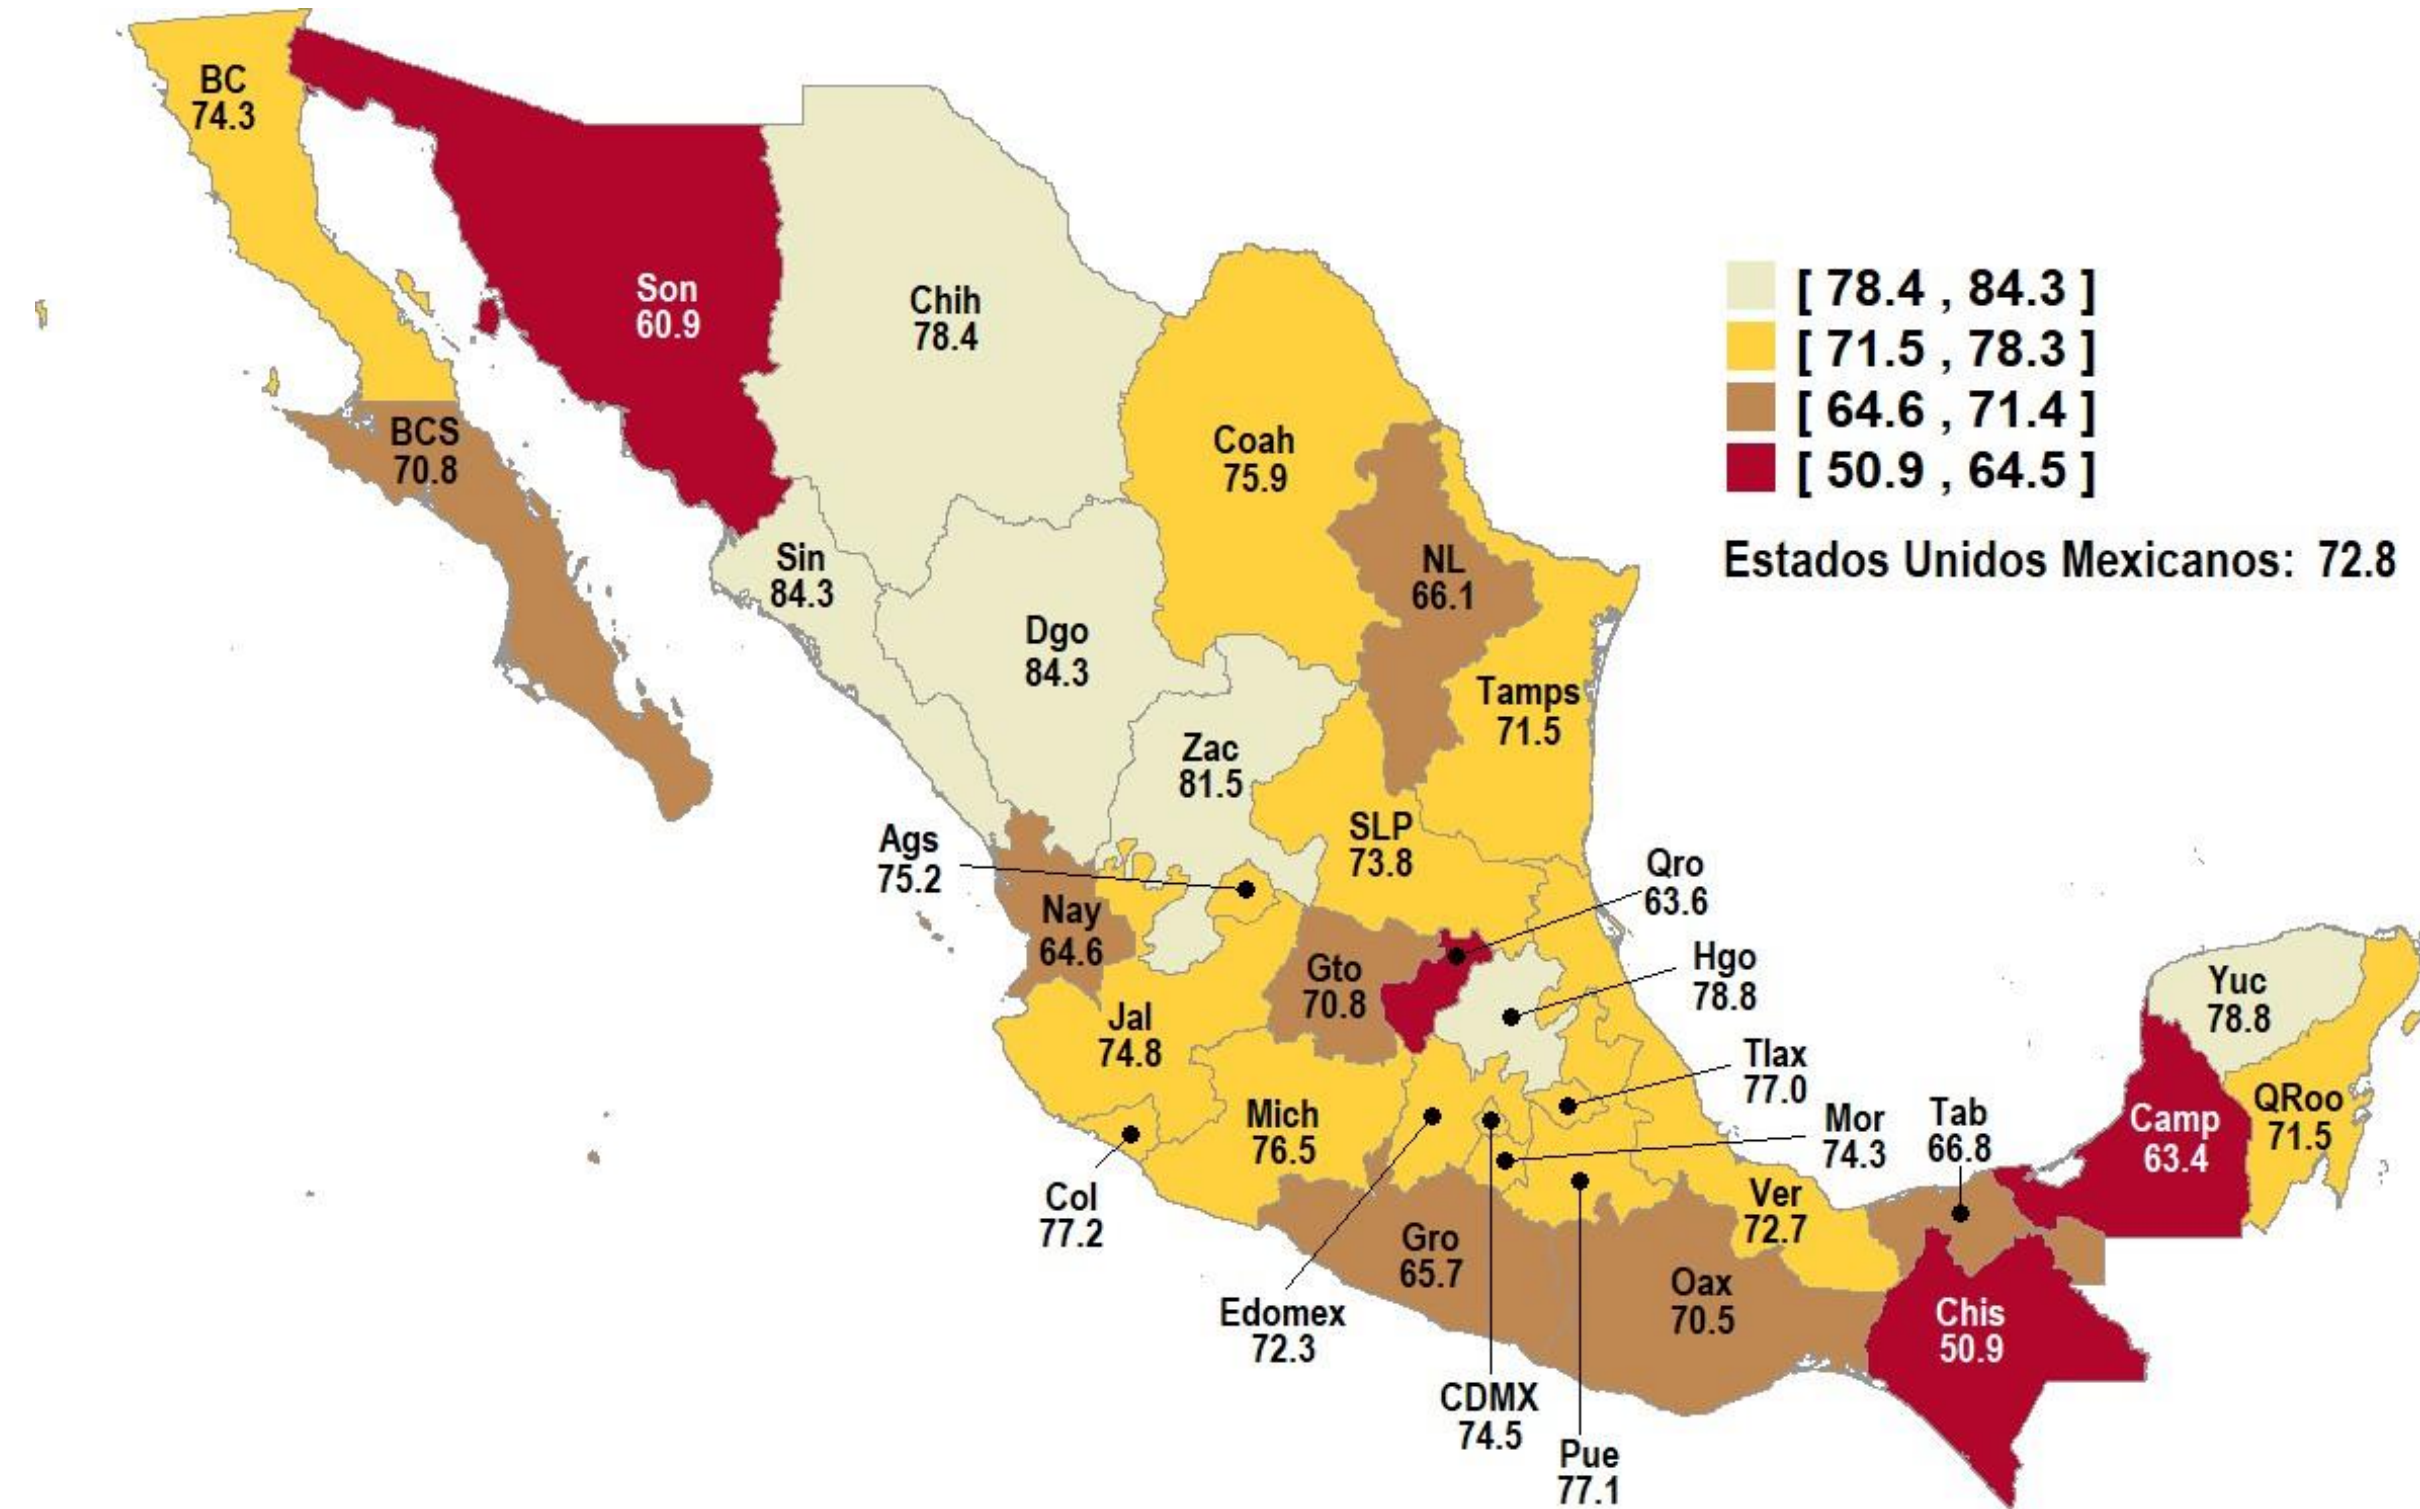 BC
74.3
Son
60.9
Chih
78.4
[ 78.4 , 84.3 ]
[ 71.5 , 78.3 ]
[ 64.6 , 71.4 ]
[ 50.9 , 64.5 ]
Estados Unidos Mexicanos: 72.8
BCS
70.8
Coah
75.9
Sin
84.3
NL
66.1
Dgo
84.3
Tamps
71.5
Zac
81.5
Ags
75.2
SLP
73.8
Qro
63.6
Nay
64.6
Gto
70.8
Hgo
78.8
Yuc
78.8
Jal
74.8
Tlax
77.0
Mich
76.5
Mor
74.3
Tab
66.8
Camp
63.4
QRoo
71.5
Col
77.2
Ver
72.7
Gro
65.7
Oax
70.5
Edomex
72.3
Chis
50.9
CDMX
74.5
Pue
77.1